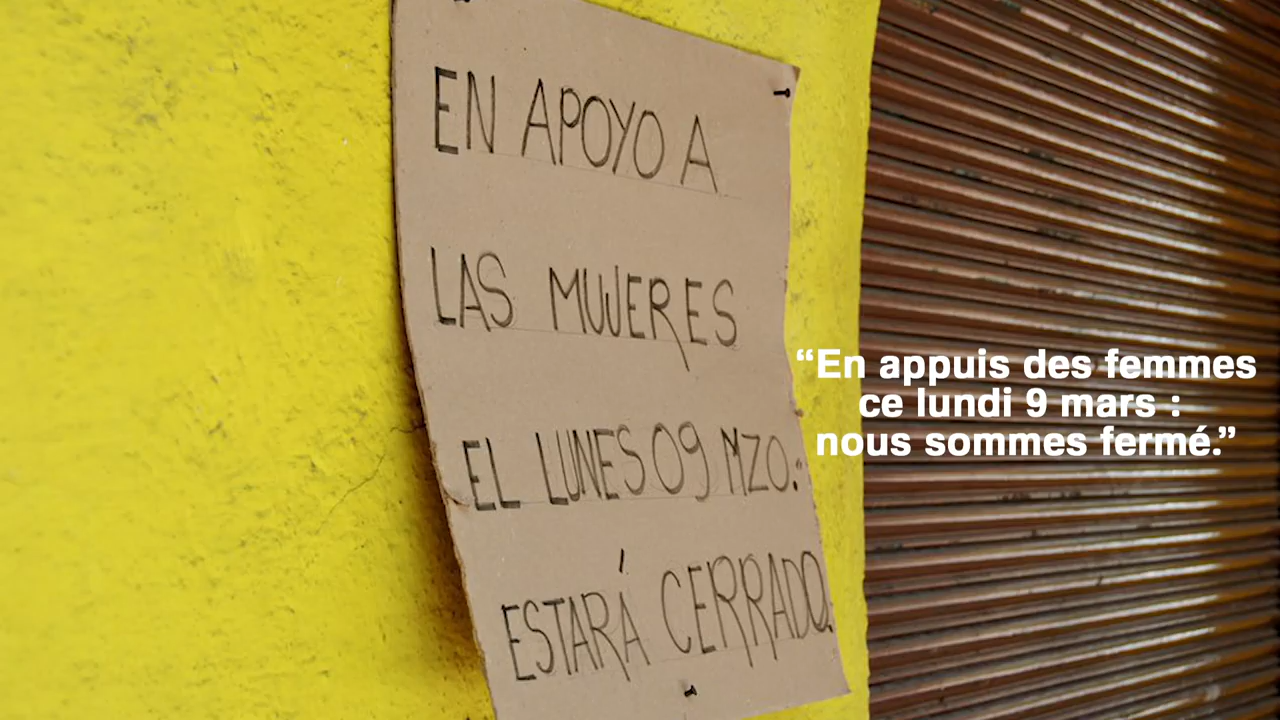 EN APOYO A
LAS MUJERES
EL LUNES 09 MZO.:
ESTARÁ CERRADO.
“En appuis des femmes
ce lundi 9 mars :
nous sommes fermé.”